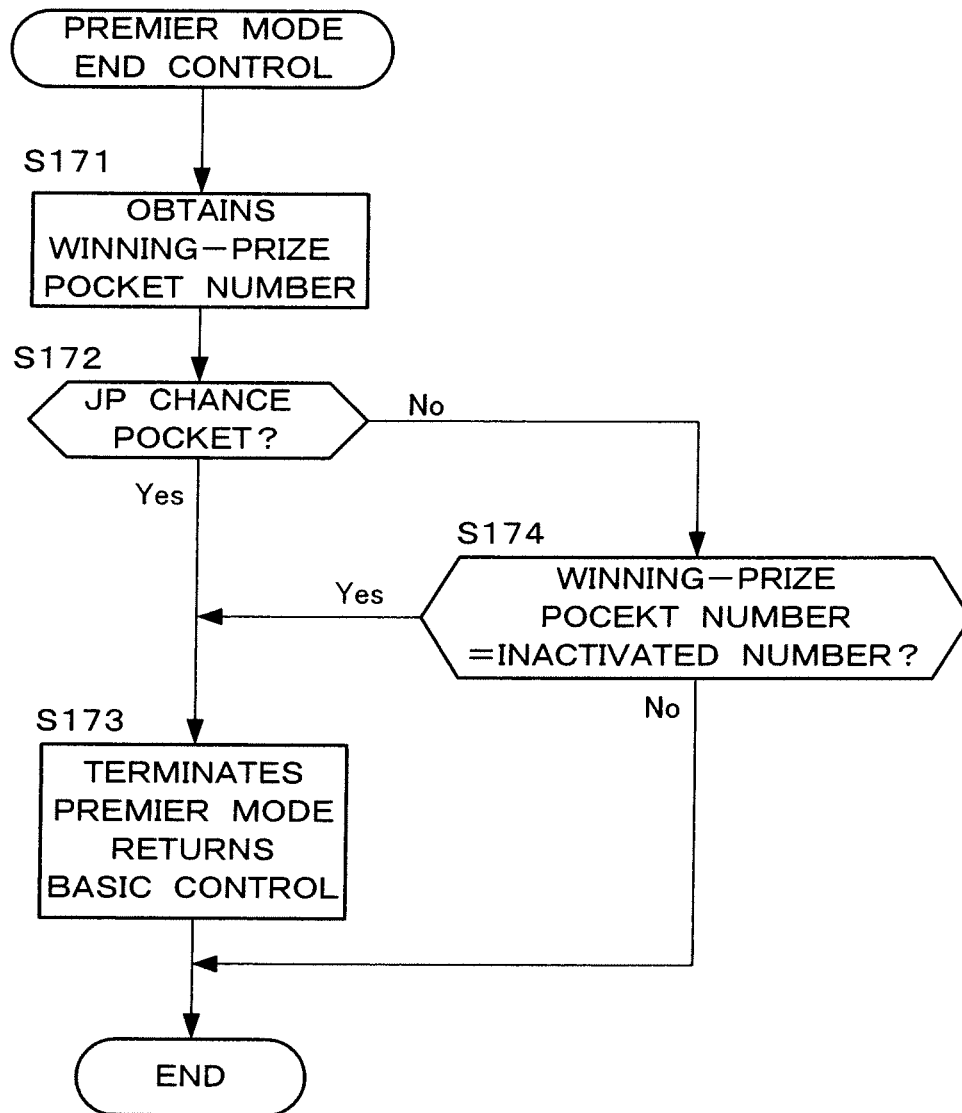 PREMIER MODE
END CONTROL
S171
OBTAINS
WINNING-PRIZE
POCKET NUMBER
S172
JP CHANCE
POCKET?
No
Yes
S174
WINNING-PRIZE
POCEKT NUMBER
=INACTIVATED NUMBER?
Yes
No
S173
TERMINATES
PREMIER MODE
RETURNS
BASIC CONTROL
END